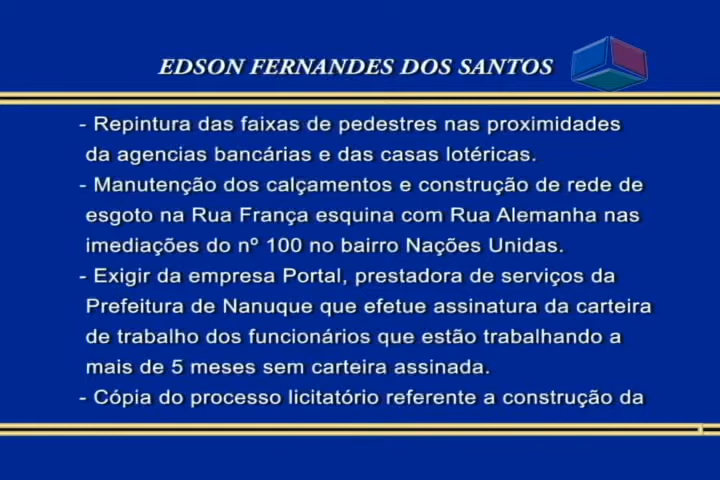 EDSON FERNANDES DOS SANTOS
- Repintura das faixas de pedestres nas proximidades
da agencias bancárias e das casas lotéricas.
- Manutenção dos calçamentos e construção de rede de
esgoto na Rua França esquina com Rua Alemanha nas
imediações do nº 100 no bairro Nações Unidas.
- Exigir da empresa Portal, prestadora de serviços da
Prefeitura de Nanuque que efetue assinatura da carteira
de trabalho dos funcionários que estão trabalhando a
mais de 5 meses sem carteira assinada.
- Cópia do processo licitatório referente a construção da